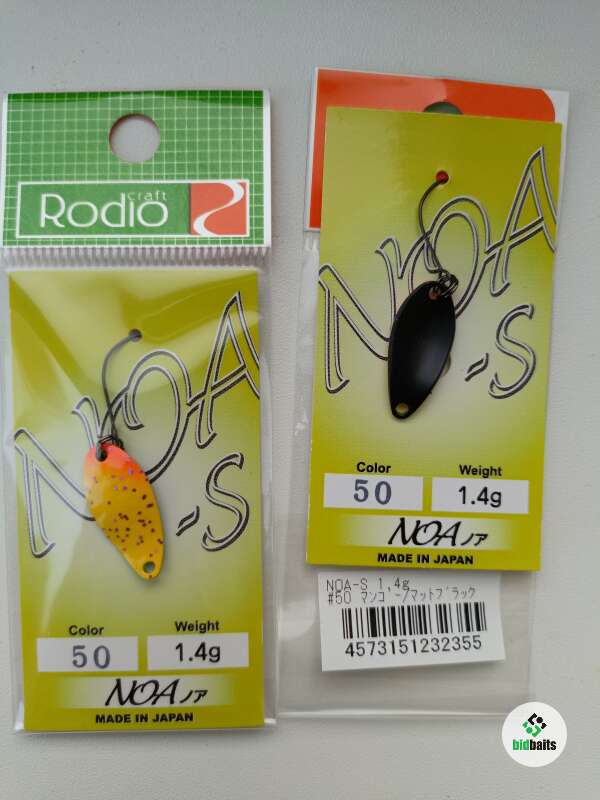 craft
Rodio
NOA
-S
Color
Weight
50
1.4g
NOAノア
MADE IN JAPAN
NOA
-S
Color
Weight
50
1.4g
NOAノア
MADE IN JAPAN
NOA-S 1,4g
#50 マンゴ-/マットブラック
4573151232355
bidbaits